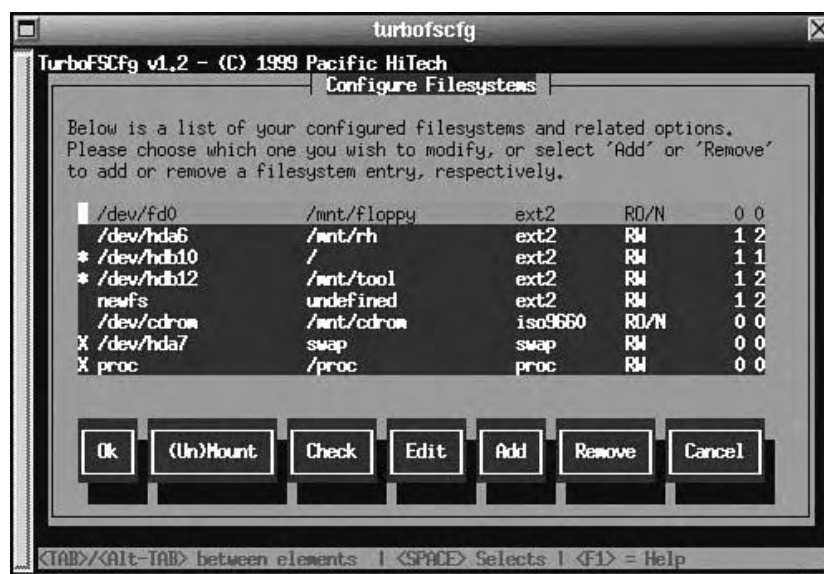 turbofscfg
TurboFSCfg v1.2 - (C) 1999 Pacific HiTech
Configure Filesystems
Below is a list of your configured filesystems and related options.
Please choose which one you wish to modify, or select 'Add' or 'Remove'
to add or remove a filesystem entry, respectively.
/dev/fd0 /mnt/floppy ext2 RO/N 0 0
/dev/hda6 /mnt/rh ext2 RW 1 2
* /dev/hdb10 / ext2 RW 1 1
* /dev/hdb12 /mnt/tool ext2 RW 1 2
newfs undefined ext2 RW 1 2
/dev/cdrom /mnt/cdrom iso9660 RO/N 0 0
X /dev/hda7 swap swap RW 0 0
X proc /proc proc RW 0 0
Ok (Un)Mount Check Edit Add Remove Cancel
<TAB>/<Alt-TAB> between elements | <SPACE> Selects | <F1> = Help